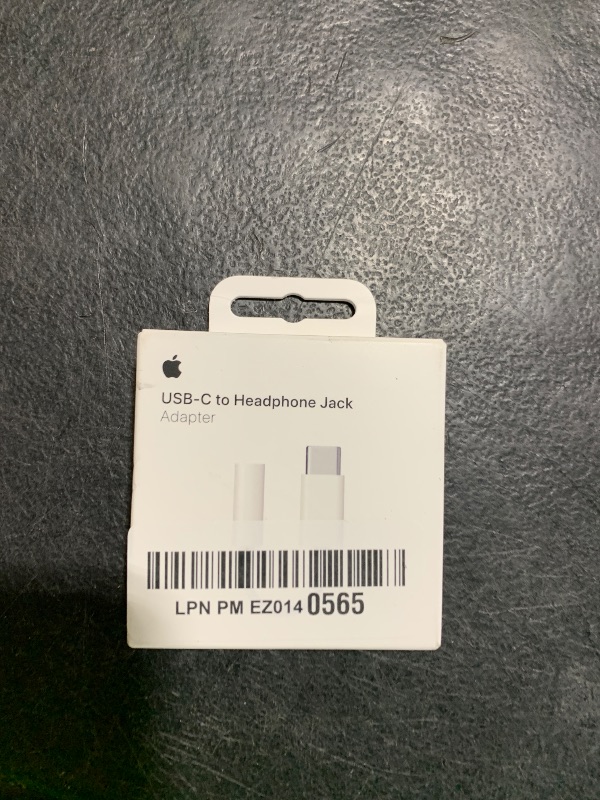 USB-C to Headphone Jack
Adapter
LPN PM EZ014 0565